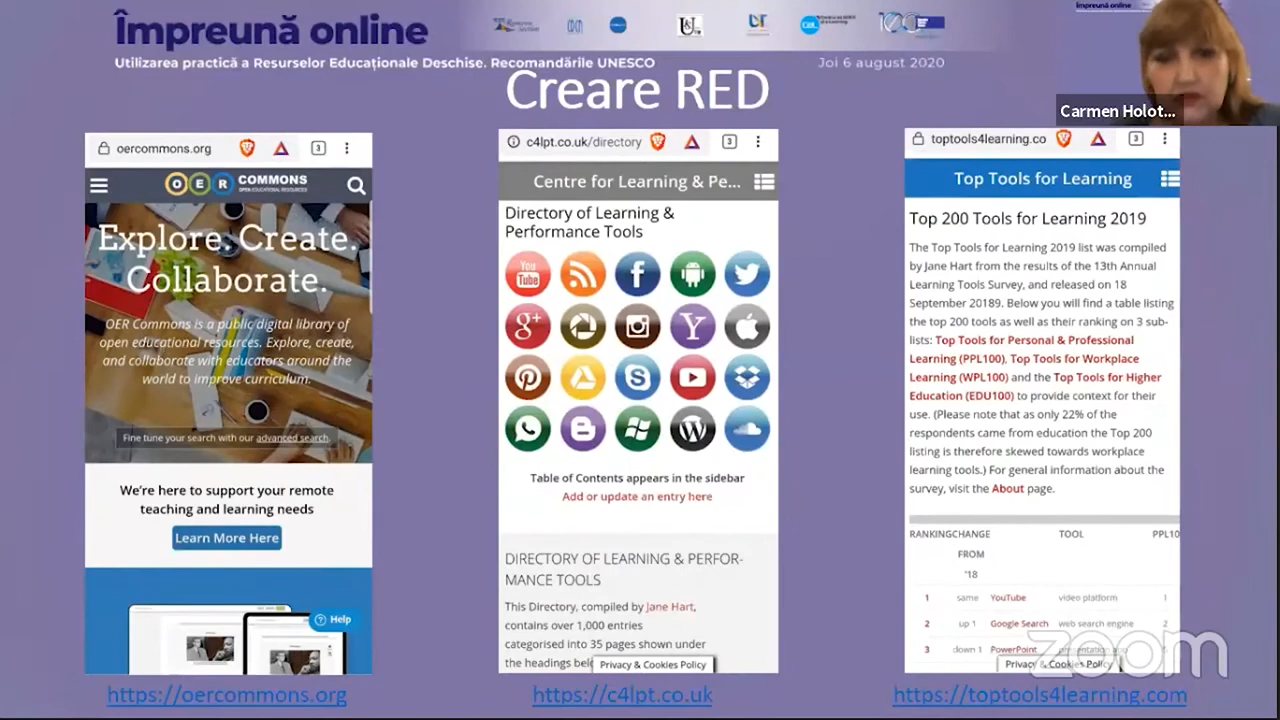 Împreună online
Utilizarea practică a Resurselor Educaționale Deschise. Recomandările UNESCO
Joi 6 august 2020
împreună online
Carmen Holot...
Creare RED
oercommons.org
3
OER COMMONS
OPEN EDUCATIONAL RESOURCES
Explore. Create.
Collaborate.
OER Commons is a public digital library of
open educational resources. Explore, create,
and collaborate with educators around the
world to improve curriculum.
Fine tune your search with our advanced search.
We're here to support your remote
teaching and learning needs
Learn More Here
Help
https://oercommons.org
c4lpt.co.uk/directory
3
Centre for Learning & Pe...
Directory of Learning &
Performance Tools
You
Tube
Table of Contents appears in the sidebar
Add or update an entry here
DIRECTORY OF LEARNING & PERFOR-
MANCE TOOLS
This Directory, compiled by Jane Hart,
contains over 1,000 entries
categorised into 35 pages shown under
the headings
Privacy & Cookies Policy
https://c4lpt.co.uk
toptools4learning.co
3
Top Tools for Learning
Top 200 Tools for Learning 2019
The Top Tools for Learning 2019 list was compiled
by Jane Hart from the results of the 13th Annual
Learning Tools Survey, and released on 18
September 20189. Below you will find a table listing
the top 200 tools as well as their ranking on 3 sub-
lists: Top Tools for Personal & Professional
Learning (PPL100), Top Tools for Workplace
Learning (WPL100) and the Top Tools for Higher
Education (EDU100) to provide context for their
use. (Please note that as only 22% of the
respondents came from education the Top 200
listing is therefore skewed towards workplace
learning tools.) For general information about the
survey, visit the About page.
RANKING CHANGE FROM '18 TOOL PPL10
1 same YouTube video platform 1
2 up 1 Google Search web search engine 2
3 down 1 PowerPoint presentation
Privacy & Cookies Policy
https://toptools4learning.com
zoom